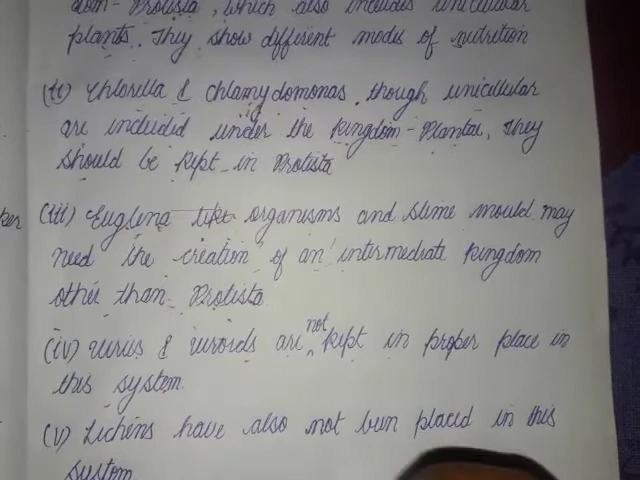 dom-Protista, which also includes unicellular
plants. They show different modes of nutrition
(ii) Chlorella & chlamydomonas, though unicellular
are included under the kingdom-Plantae, They
should be kept in Protista
ker (iii) Euglena like organisms and slime mould may
need the creation of an intermediate kingdom
other than Protista
(iv) Virus & viroids are not kept in proper place in
this system.
(v) Lichens have also not been placed in this
system